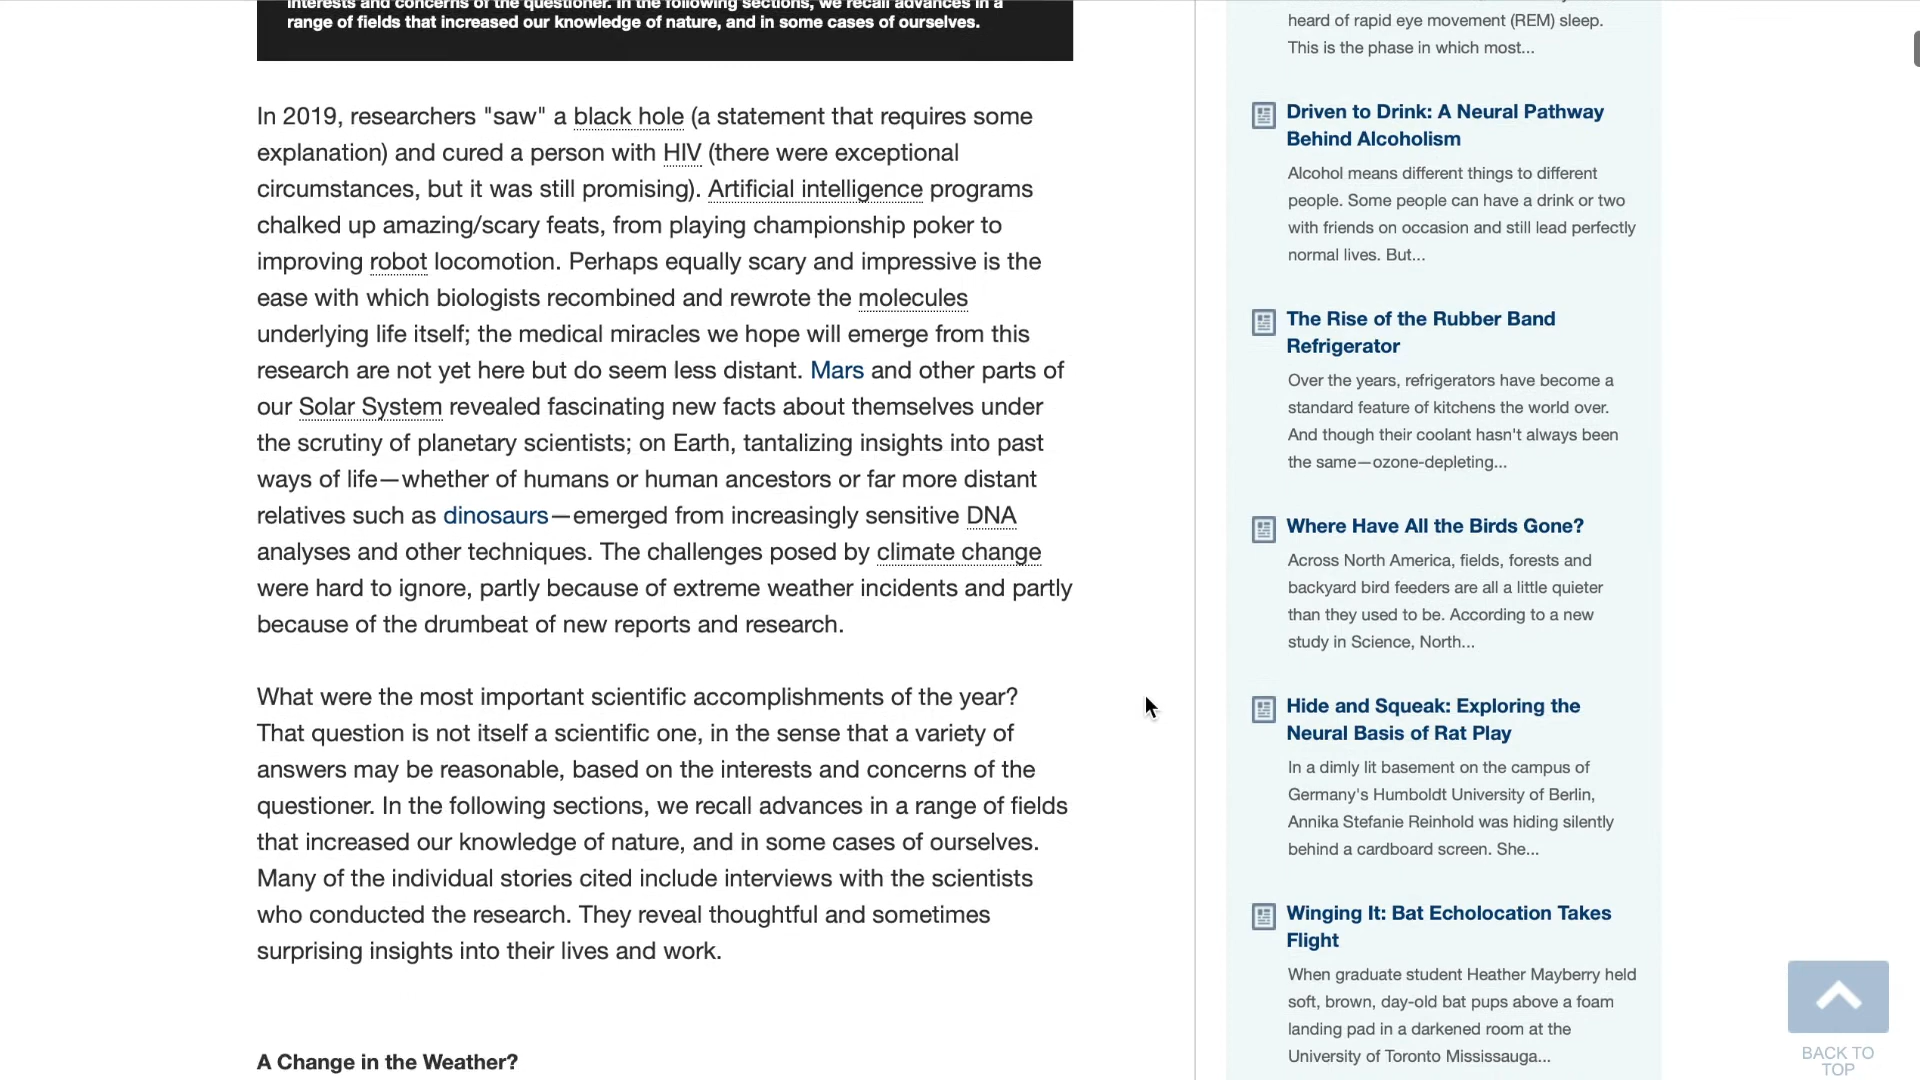 interests and concerns of the questioner. In the following sections, we recall advances in a
range of fields that increased our knowledge of nature, and in some cases of ourselves.
In 2019, researchers "saw" a black hole (a statement that requires some
explanation) and cured a person with HIV (there were exceptional
circumstances, but it was still promising). Artificial intelligence programs
chalked up amazing/scary feats, from playing championship poker to
improving robot locomotion. Perhaps equally scary and impressive is the
ease with which biologists recombined and rewrote the molecules
underlying life itself; the medical miracles we hope will emerge from this
research are not yet here but do seem less distant. Mars and other parts of
our Solar System revealed fascinating new facts about themselves under
the scrutiny of planetary scientists; on Earth, tantalizing insights into past
ways of life—whether of humans or human ancestors or far more distant
relatives such as dinosaurs—emerged from increasingly sensitive DNA
analyses and other techniques. The challenges posed by climate change
were hard to ignore, partly because of extreme weather incidents and partly
because of the drumbeat of new reports and research.
What were the most important scientific accomplishments of the year?
That question is not itself a scientific one, in the sense that a variety of
answers may be reasonable, based on the interests and concerns of the
questioner. In the following sections, we recall advances in a range of fields
that increased our knowledge of nature, and in some cases of ourselves.
Many of the individual stories cited include interviews with the scientists
who conducted the research. They reveal thoughtful and sometimes
surprising insights into their lives and work.
A Change in the Weather?
heard of rapid eye movement (REM) sleep.
This is the phase in which most...
Driven to Drink: A Neural Pathway
Behind Alcoholism
Alcohol means different things to different
people. Some people can have a drink or two
with friends on occasion and still lead perfectly
normal lives. But...
The Rise of the Rubber Band
Refrigerator
Over the years, refrigerators have become a
standard feature of kitchens the world over.
And though their coolant hasn't always been
the same—ozone-depleting...
Where Have All the Birds Gone?
Across North America, fields, forests and
backyard bird feeders are all a little quieter
than they used to be. According to a new
study in Science, North...
Hide and Squeak: Exploring the
Neural Basis of Rat Play
In a dimly lit basement on the campus of
Germany's Humboldt University of Berlin,
Annika Stefanie Reinhold was hiding silently
behind a cardboard screen. She...
Winging It: Bat Echolocation Takes
Flight
When graduate student Heather Mayberry held
soft, brown, day-old bat pups above a foam
landing pad in a darkened room at the
University of Toronto Mississauga...
BACK TO
TOP